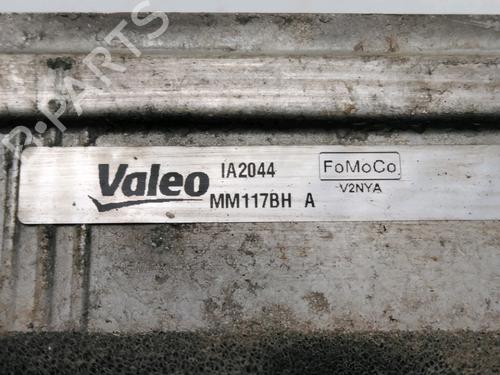 R-PARTS
Valeo
IA2044
MM117BH A
FoMoCo
V2NYA